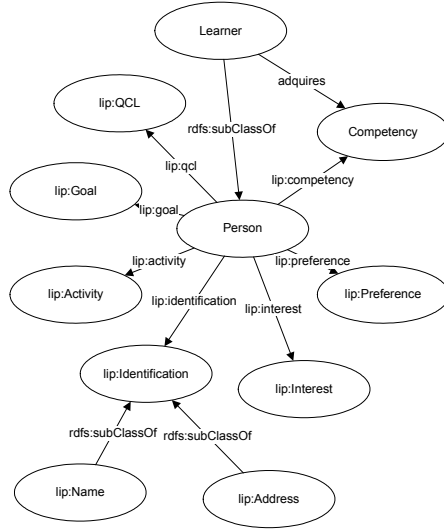 Learner
adquires
lip:QCL
rdfs:subClassOf
Competency
lip:qcl
lip:competency
lip:Goal
lip:goal
Person
lip:activity
lip:preference
lip:Activity
lip:identification
lip:interest
lip:Preference
lip:Identification
lip:Interest
rdfs:subClassOf
rdfs:subClassOf
lip:Name
lip:Address